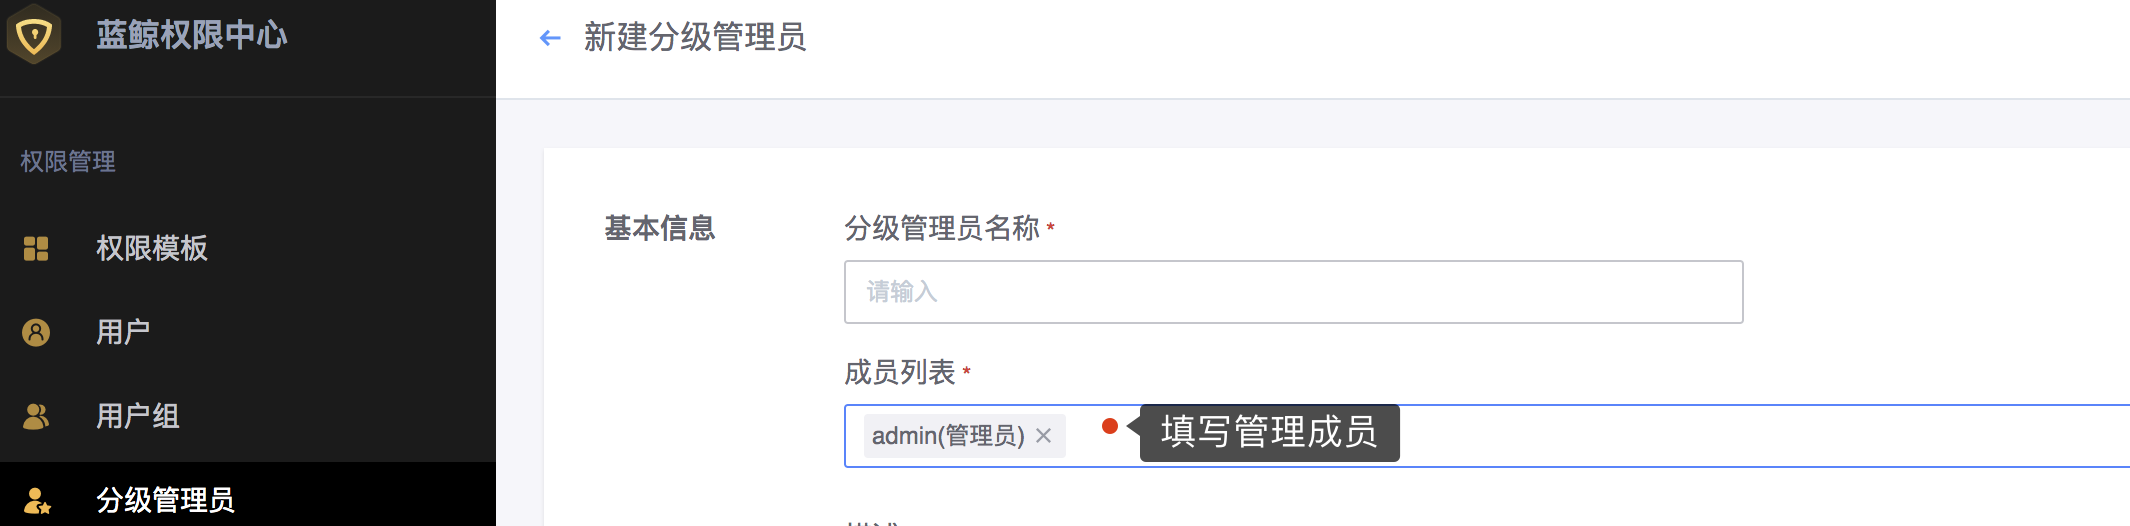 蓝鲸权限中心
新建分级管理员
权限管理
权限模板
用户
用户组
分级管理员
基本信息
分级管理员名称 *
请输入
成员列表 *
admin(管理员) ×
填写管理成员